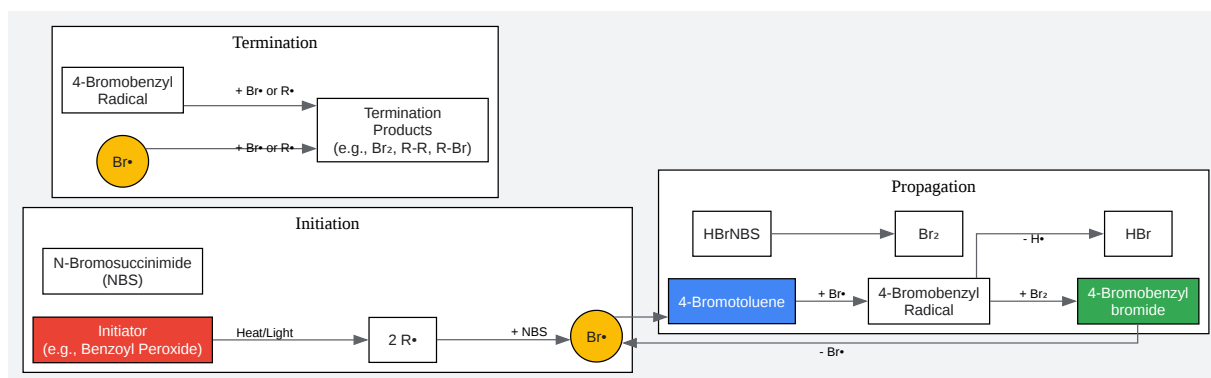 Termination
4-Bromobenzyl
Radical
+ Br• or R•
Termination
Products
(e.g., Br₂, R-R, R-Br)
Br•
+ Br• or R•
Initiation
N-Bromosuccinimide
(NBS)
Initiator
(e.g., Benzoyl Peroxide)
Heat/Light
2 R•
+ NBS
Br•
Propagation
HBrNBS
Br₂
- H•
HBr
4-Bromotoluene
+ Br•
4-Bromobenzyl
Radical
+ Br₂
4-Bromobenzyl
bromide
- Br•